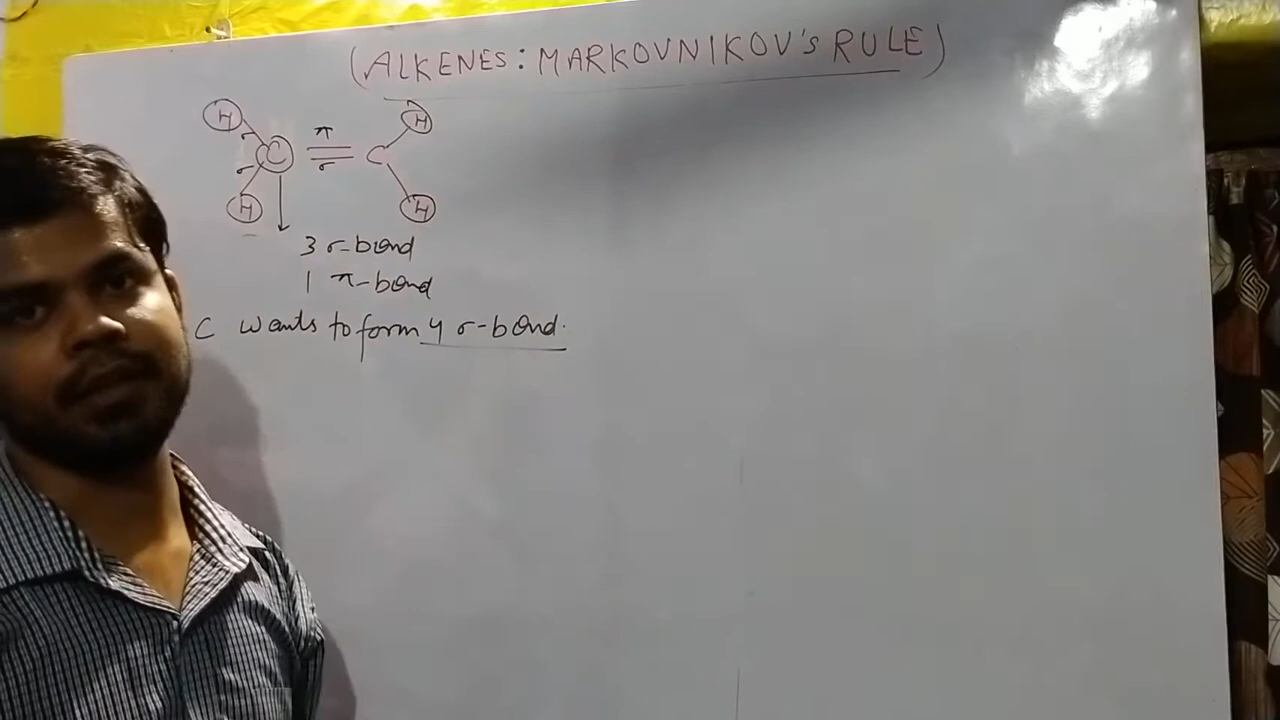 (ALKENES: MARKOVNIKOV'S RULE)
H H
π
σ C = C
σ σ
H H
3 σ-bond
1 π-bond
C wants to form 4 σ-bond.